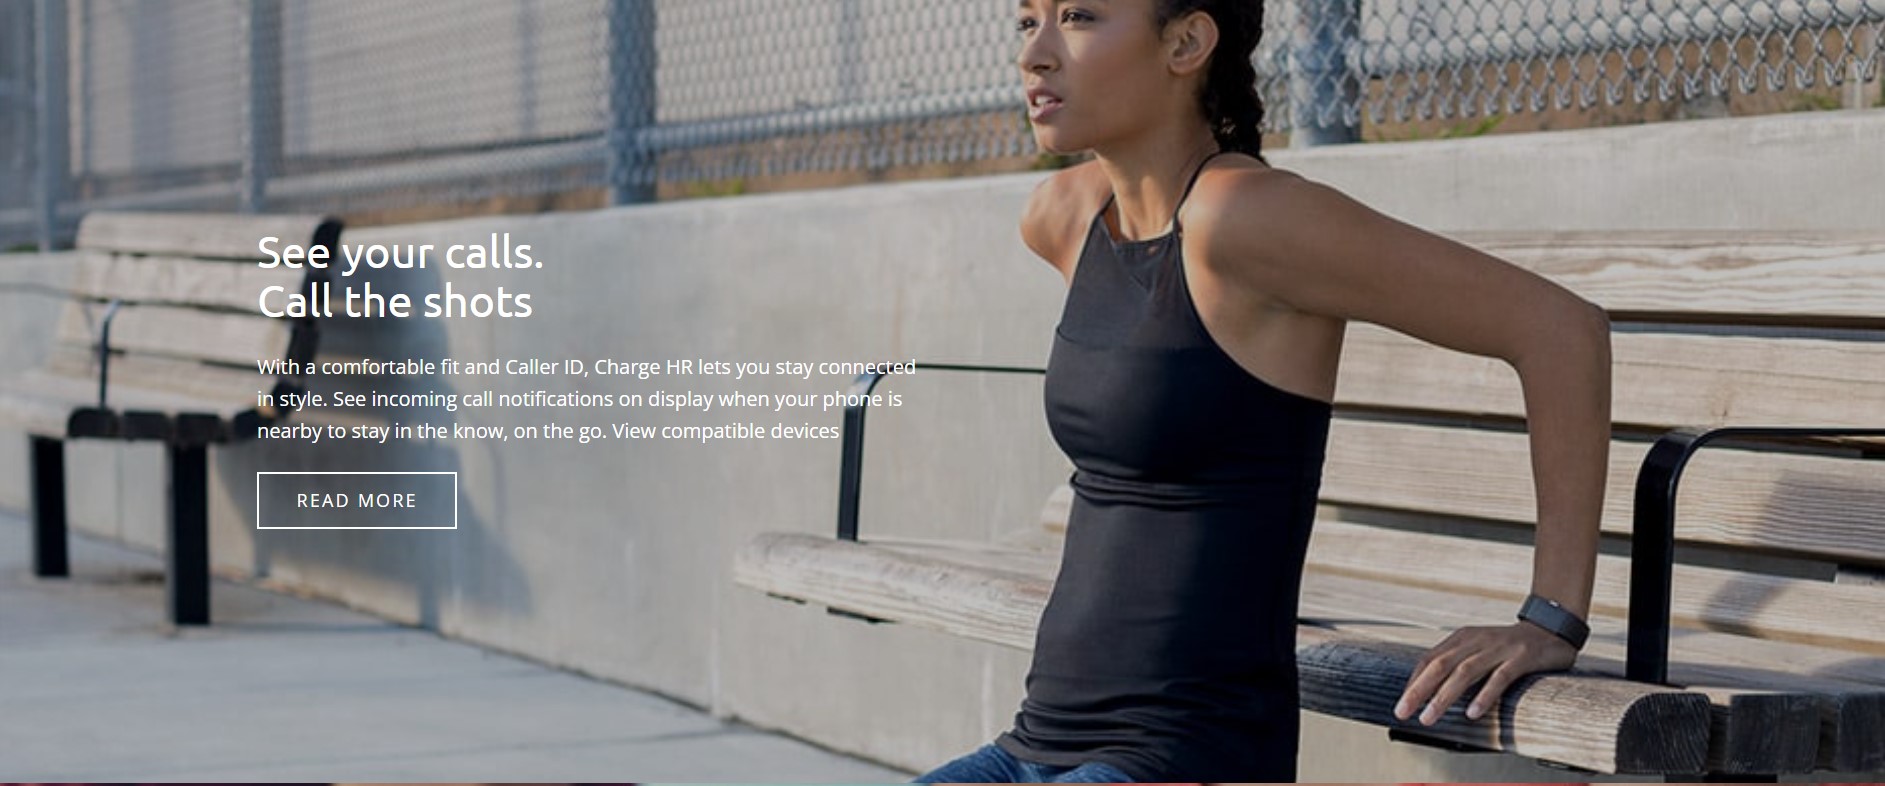 See your calls.
Call the shots
With a comfortable fit and Caller ID, Charge HR lets you stay connected
in style. See incoming call notifications on display when your phone is
nearby to stay in the know, on the go. View compatible devices
READ MORE